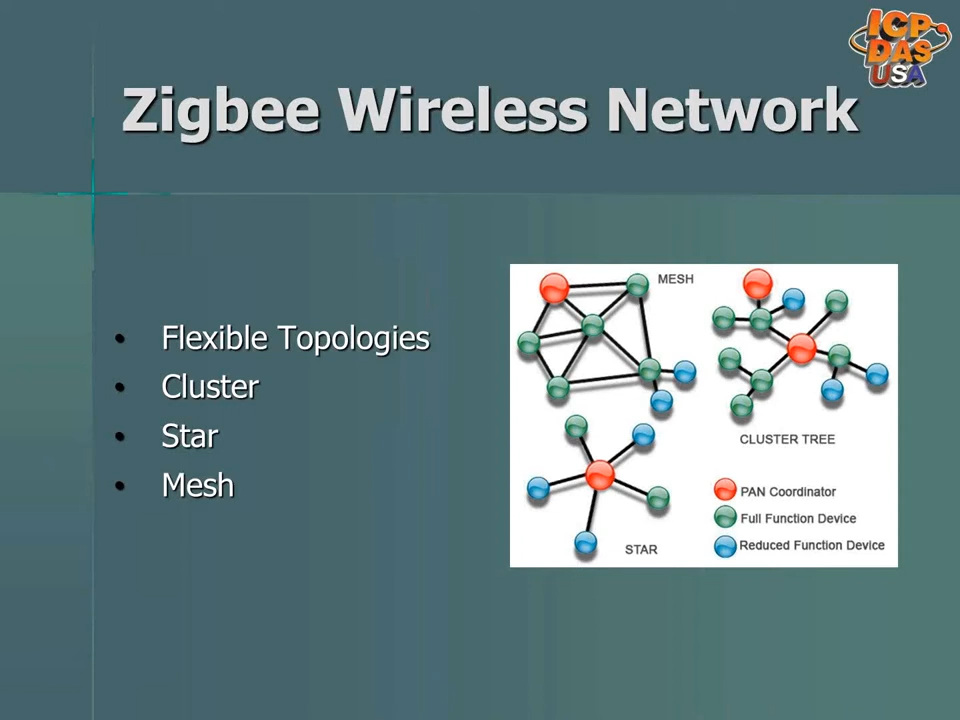 ICP
DAS
USA
Zigbee Wireless Network
• Flexible Topologies
• Cluster
• Star
• Mesh
MESH
CLUSTER TREE
STAR
PAN Coordinator
Full Function Device
Reduced Function Device